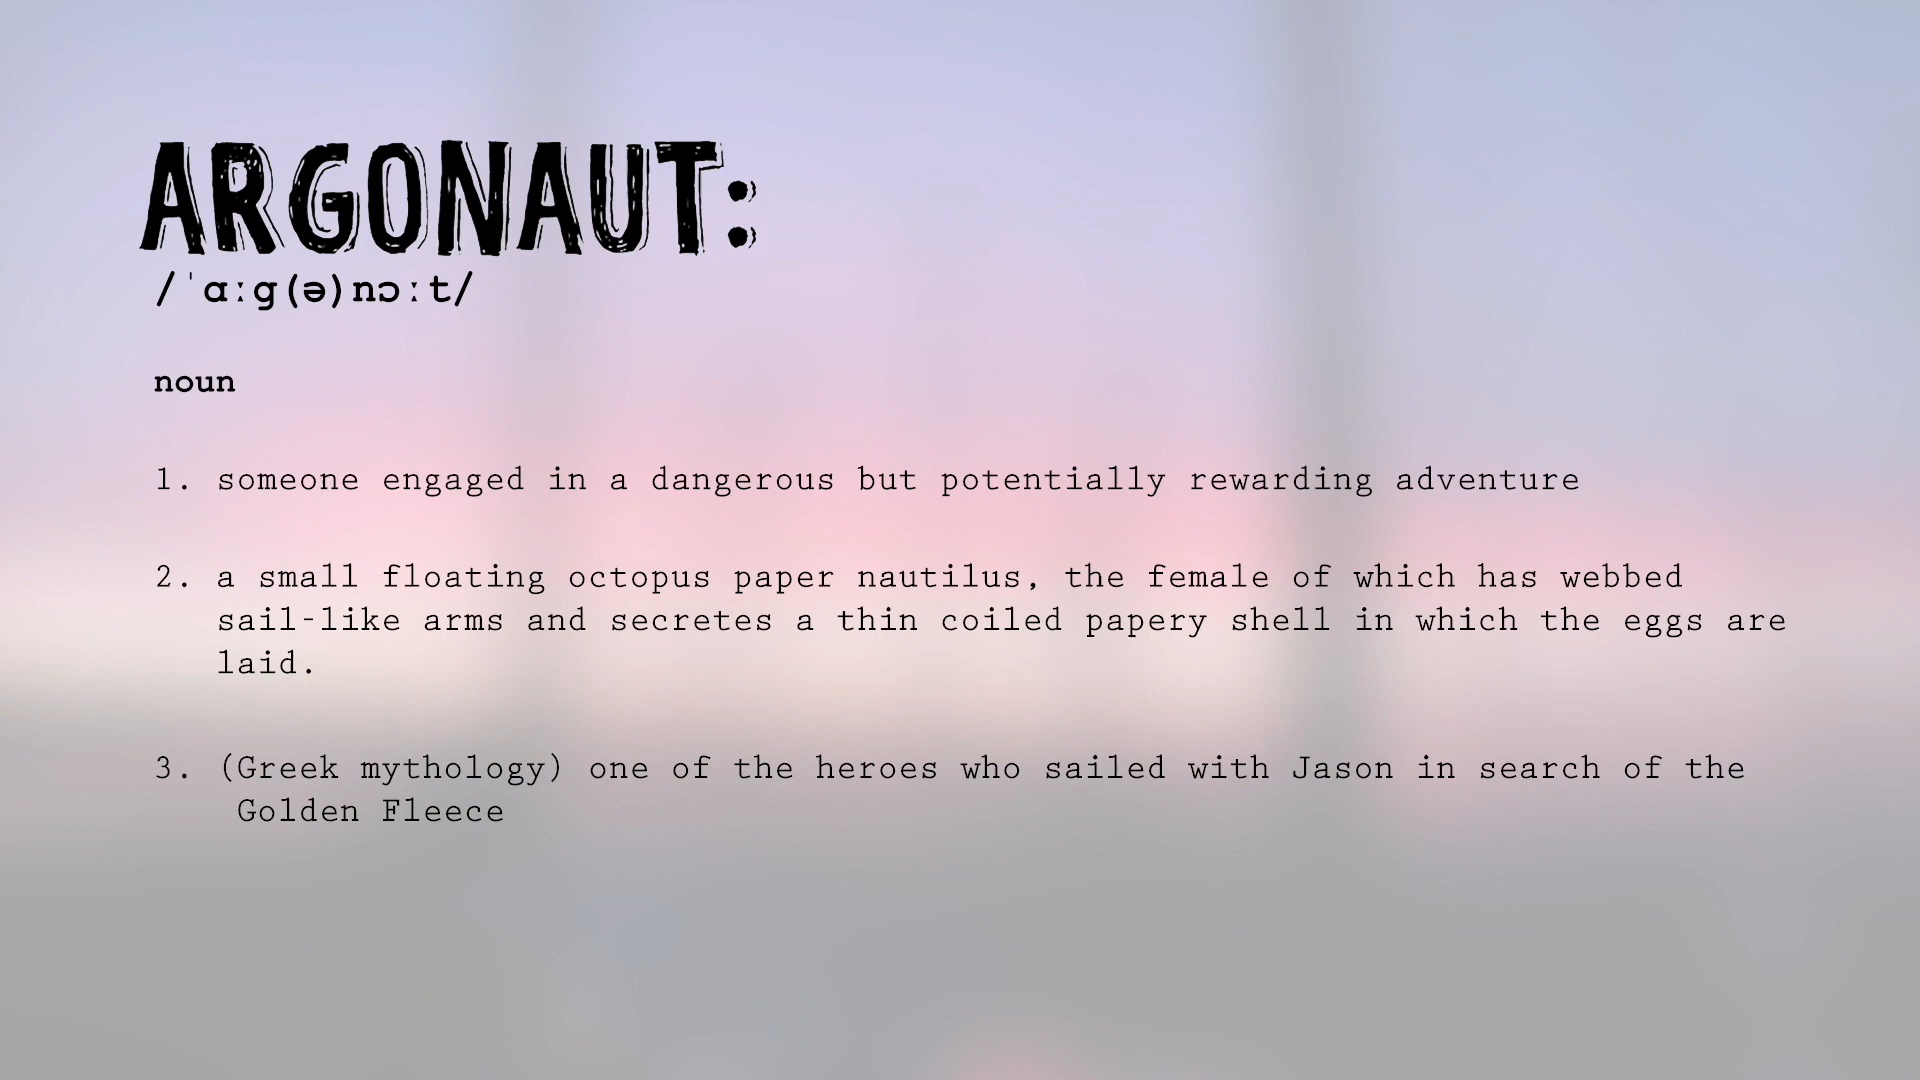 ARGONAUT:
/ˈɑːg(ə)nɔːt/
noun
1. someone engaged in a dangerous but potentially rewarding adventure
2. a small floating octopus paper nautilus, the female of which has webbed
sail-like arms and secretes a thin coiled papery shell in which the eggs are
laid.
3. (Greek mythology) one of the heroes who sailed with Jason in search of the
Golden Fleece